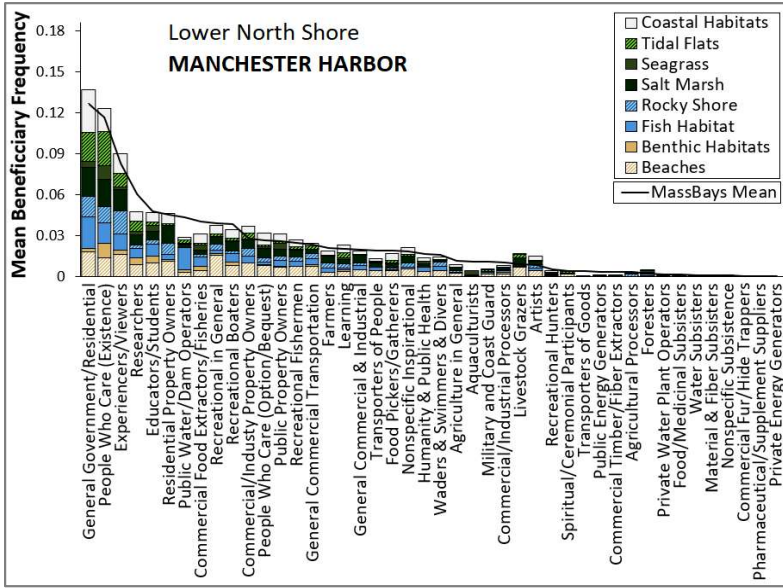 Lower North Shore
MANCHESTER HARBOR
Mean Beneficciary Frequency
0.18
0.15
0.12
0.09
0.06
0.03
0
Coastal Habitats
Tidal Flats
Seagrass
Salt Marsh
Rocky Shore
Fish Habitat
Benthic Habitats
Beaches
MassBays Mean
General Government/Residential
People Who Care (Existence)
Experiencers/Viewers
Researchers
Educators/Students
Residential Property Owners
Public Water/Dam Operators
Commercial Food Extractors/Fisheries
Recreational in General
Recreational Boaters
Commercial/Industy Property Owners
People Who Care (Option/Bequest)
Public Property Owners
Recreational Fishermen
General Commercial Transportation
Farmers
Learning
General Commercial & Industrial
Transporters of People
Food Pickers/Gatherers
Nonspecific Inspirational
Humanity & Public Health
Waders & Swimmers & Divers
Agriculture in General
Aquaculturists
Military and Coast Guard
Commercial/Industrial Processors
Livestock Grazers
Artists
Recreational Hunters
Spiritual/Ceremonial Participants
Transporters of Goods
Public Energy Generators
Commercial Timber/Fiber Extractors
Agricultural Processors
Foresters
Private Water Plant Operators
Food/Medicinal Subsisters
Water Subsisters
Material & Fiber Subsisters
Nonspecific Subsistence
Commercial Fur/Hide Trappers
Pharmaceutical/Supplement Suppliers
Private Energy Generators